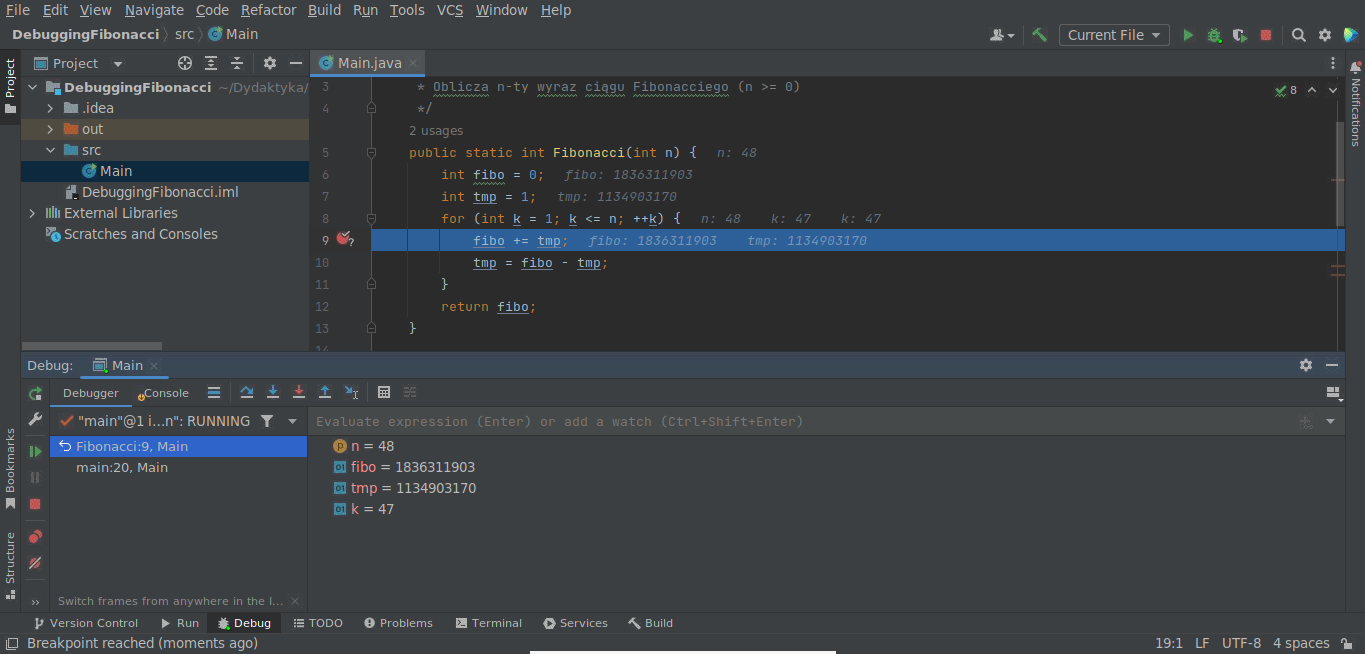 File Edit View Navigate Code Refactor Build Run Tools VCS Window Help
DebuggingFibonacci src Main Current File
Project
Main.java
Project
DebuggingFibonacci ~/Dydaktyka/
.idea
out
src
Main
DebuggingFibonacci.iml
External Libraries
Scratches and Consoles
3 * Oblicza n-ty wyraz ciągu Fibonacciego (n >= 0)
8
4 */
2 usages
5 public static int Fibonacci(int n) { n: 48
6 int fibo = 0; fibo: 1836311903
7 int tmp = 1; tmp: 1134903170
8 for (int k = 1; k <= n; ++k) { n: 48 k: 47 k: 47
9 fibo += tmp; fibo: 1836311903 tmp: 1134903170
10 tmp = fibo - tmp;
11 }
12 return fibo;
13 }
14
Notifications
Debug: Main
Debugger Console
"main"@1 i...n": RUNNING
Evaluate expression (Enter) or add a watch (Ctrl+Shift+Enter)
Fibonacci:9, Main
main:20, Main
n = 48
fibo = 1836311903
tmp = 1134903170
k = 47
Bookmarks
Structure
Switch frames from anywhere in the I...
Version Control Run Debug TODO Problems Terminal Services Build
Breakpoint reached (moments ago) 19:1 LF UTF-8 4 spaces